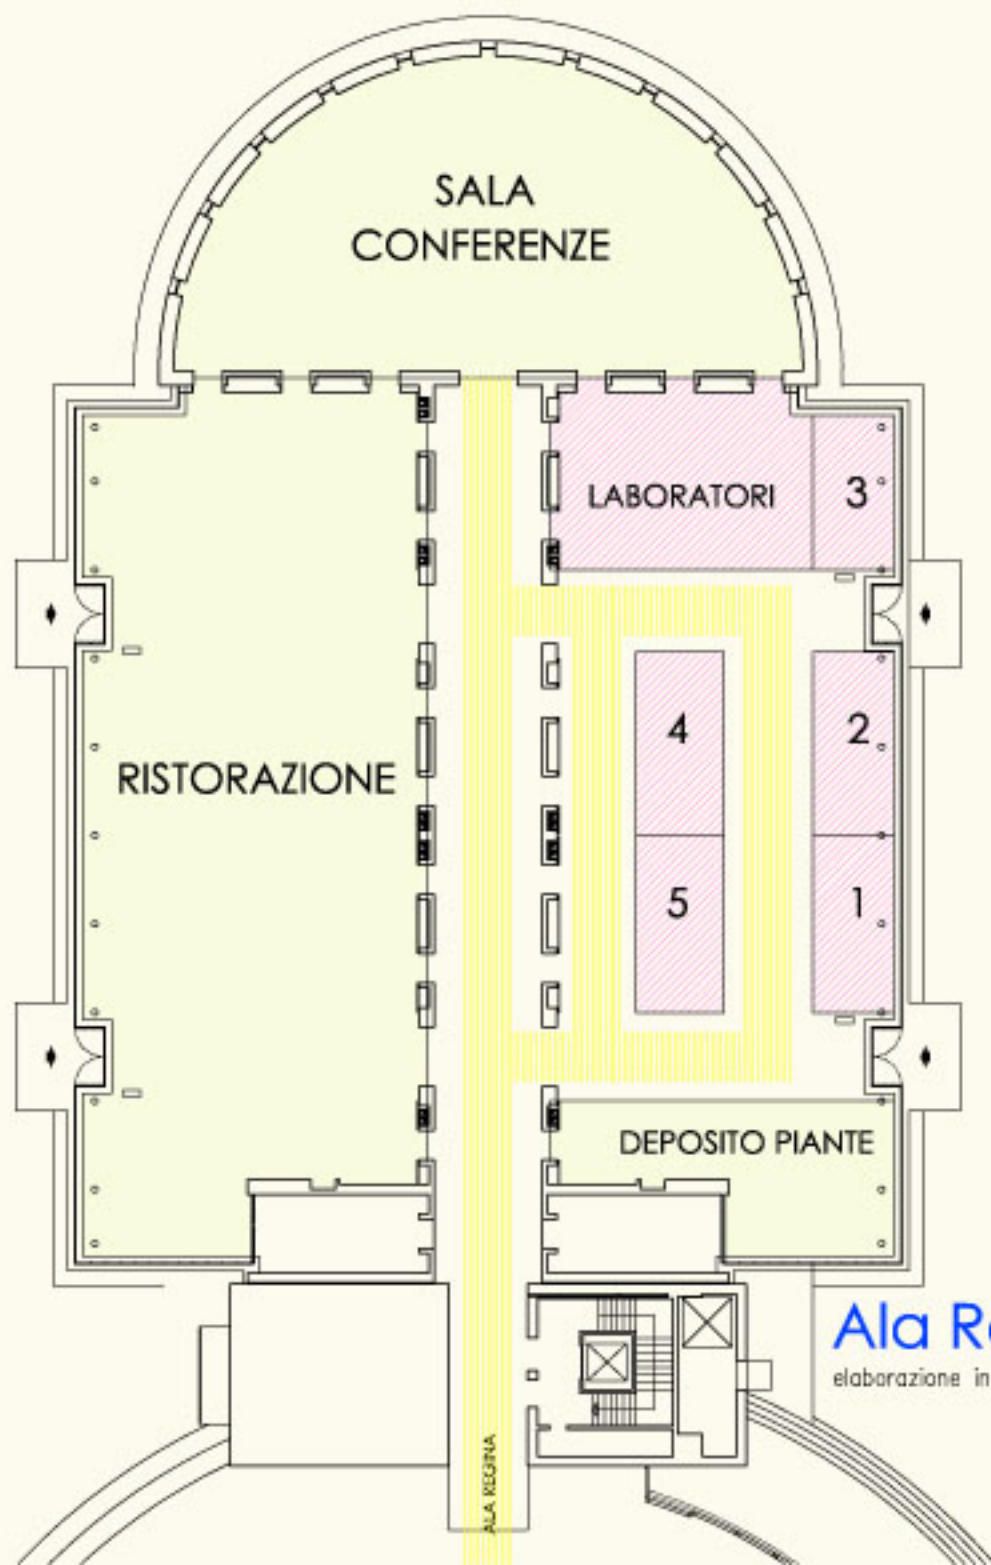 SALA
CONFERENZE
LABORATORI
3
4
2
RISTORAZIONE
5
1
DEPOSITO PIANTE
Ala
elaborazione in
ALA REGINA